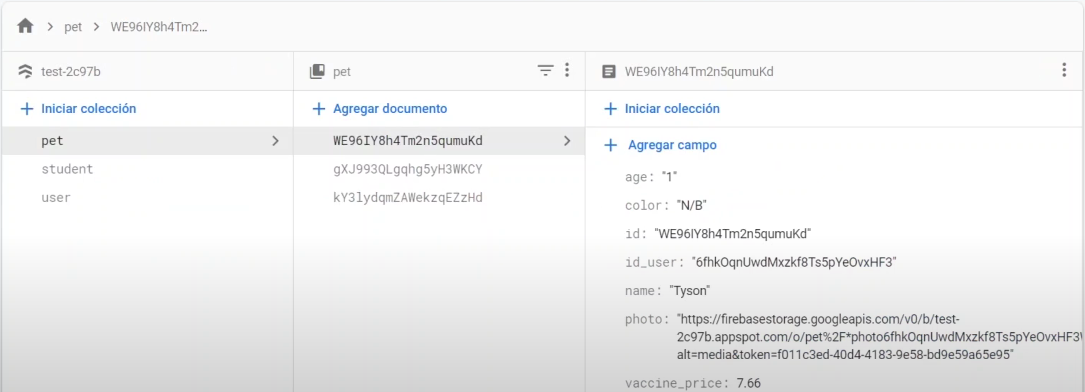 pet
WE96IY8h4Tm2...
test-2c97b
pet
WE96IY8h4Tm2n5qumuKd
+ Iniciar colección
+ Agregar documento
+ Iniciar colección
pet
WE96IY8h4Tm2n5qumuKd
+ Agregar campo
student
gXJ993QLgqhg5yH3WKCY
user
kY3lydqmZAWekzqEZzHd
age: "1"
color: "N/B"
id: "WE96IY8h4Tm2n5qumuKd"
id_user: "6fhkOqnUwdMxzkf8Ts5pYeOvxHF3"
name: "Tyson"
photo: "https://firebasestorage.googleapis.com/v0/b/test-
2c97b.appspot.com/o/pet%2F*photo6fhkOqnUwdMxzkf8Ts5pYeOvxHF3
alt=media&token=f011c3ed-40d4-4183-9e58-bd9e59a65e95"
vaccine_price: 7.66